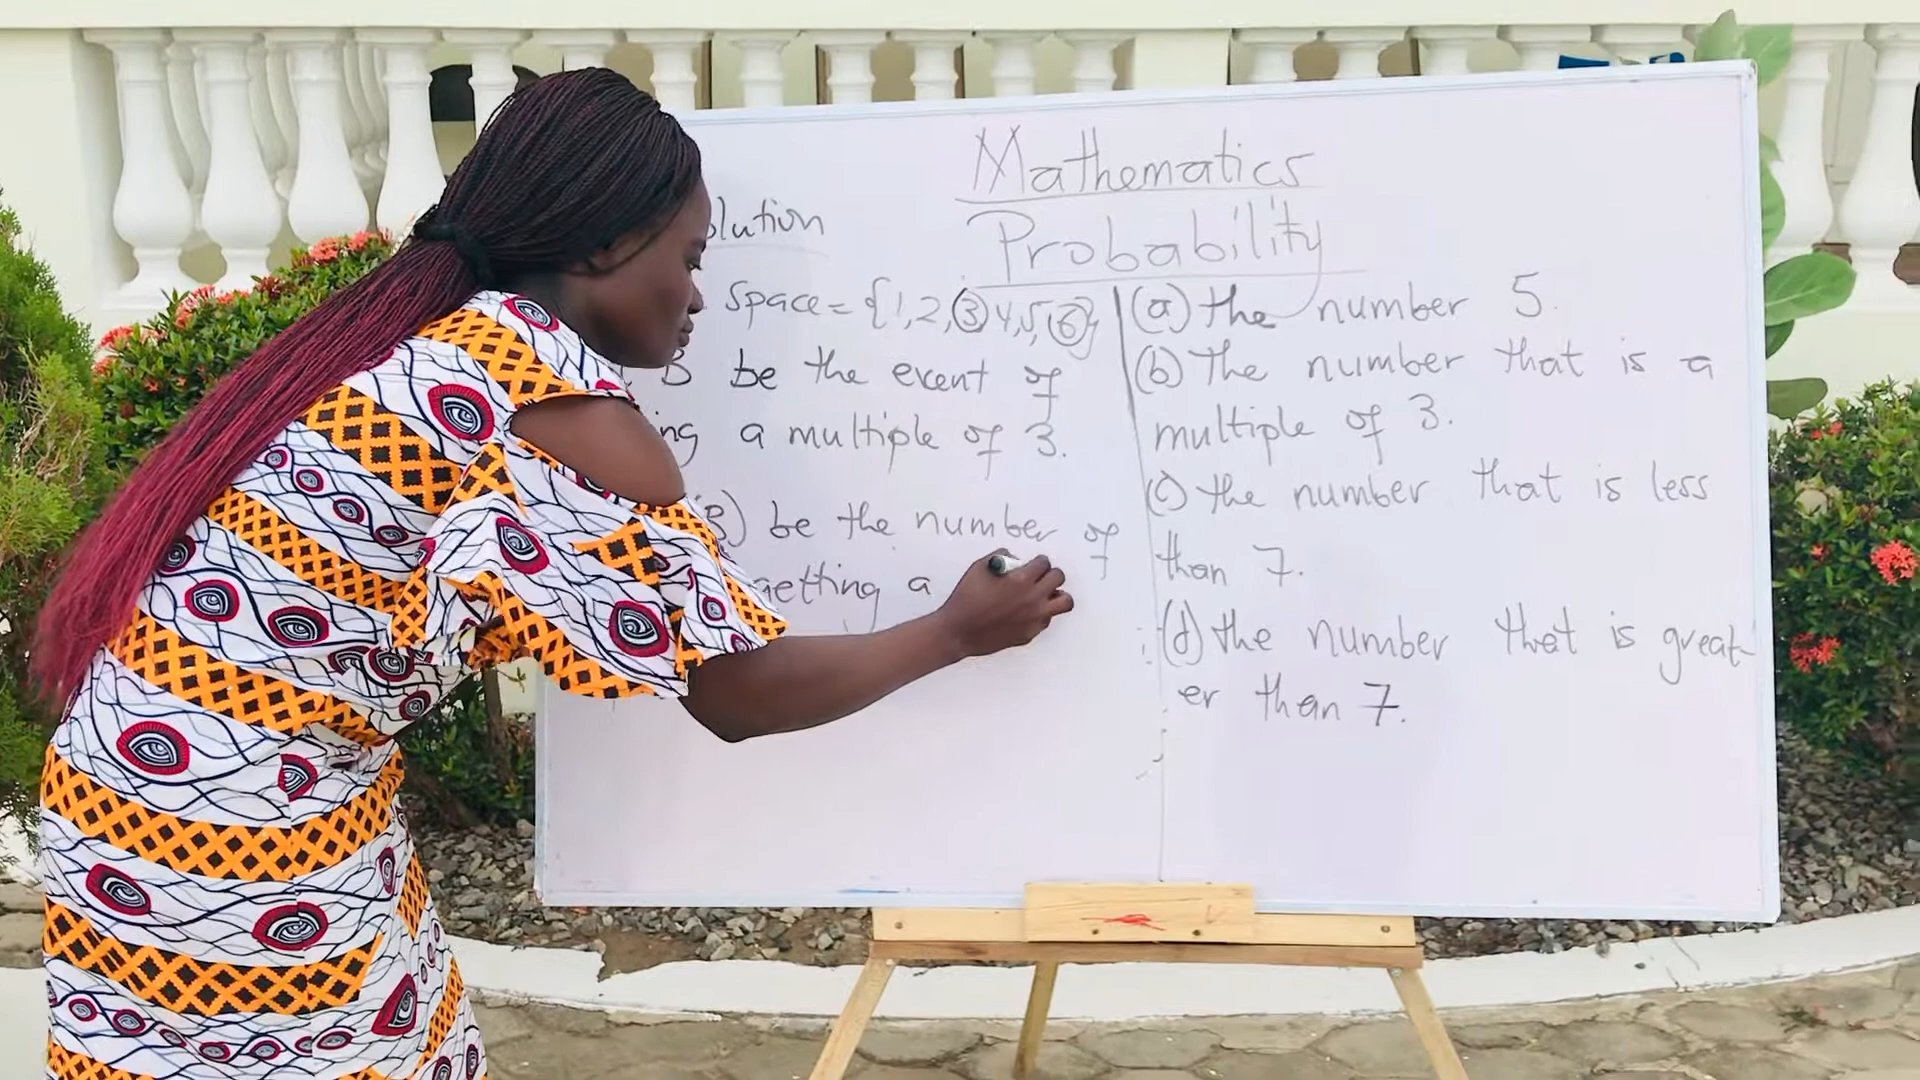 Mathematics
Probability
olution
Space = {1,2,3,4,5,6}
B be the event of
ng a multiple of 3.
B) be the number of
getting a
(a) the number 5.
(b) The number that is a
multiple of 3.
(c) the number that is less
than 7.
(d) the number that is great-
er than 7.